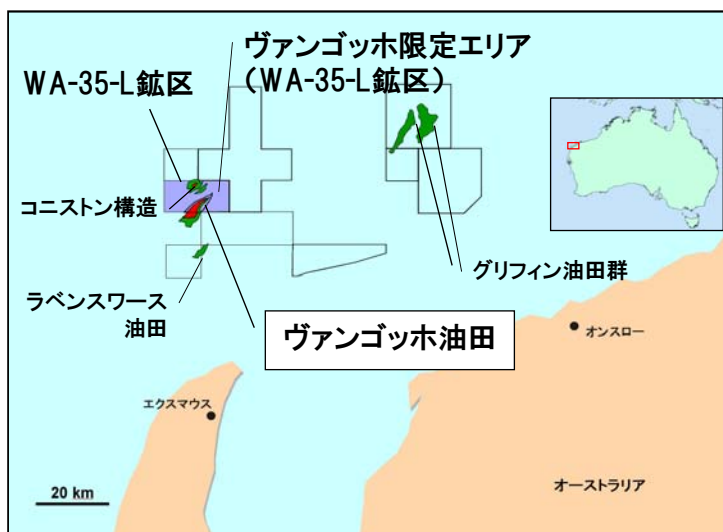 ヴァンゴッホ限定エリア
WA-35-L鉱区
(WA-35-L鉱区)
コニストン構造
グリフィン油田群
ラベンスワース
油田
ヴァンゴッホ油田
オンスロー
エクスマウス
20 km
オーストラリア